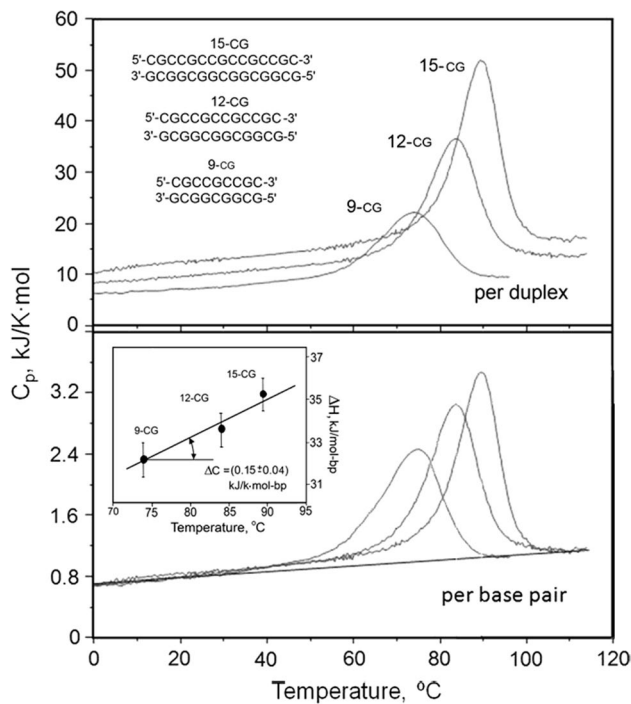 60
50
40
30
20
10
0
15-CG
5'-CGCCGCCGCCGCCGC-3'
3'-GCGGCGGCGGCGGCG-5'
12-CG
5'-CGCCGCCGCCGC-3'
3'-GCGGCGGCGGCG-5'
9-CG
5'-CGCCGCCGC-3'
3'-GCGGCGGCG-5'
15-CG
12-CG
9-CG
per duplex
Cp, kJ/K·mol
3.2
2.4
1.6
0.8
0
37
35
33
31
ΔH, kJ/mol-bp
15-CG
12-CG
9-CG
ΔC =(0.15±0.04)
kJ/K·mol-bp
70 75 80 85 90 95
Temperature, °C
per base pair
0 20 40 60 80 100 120
Temperature, °C